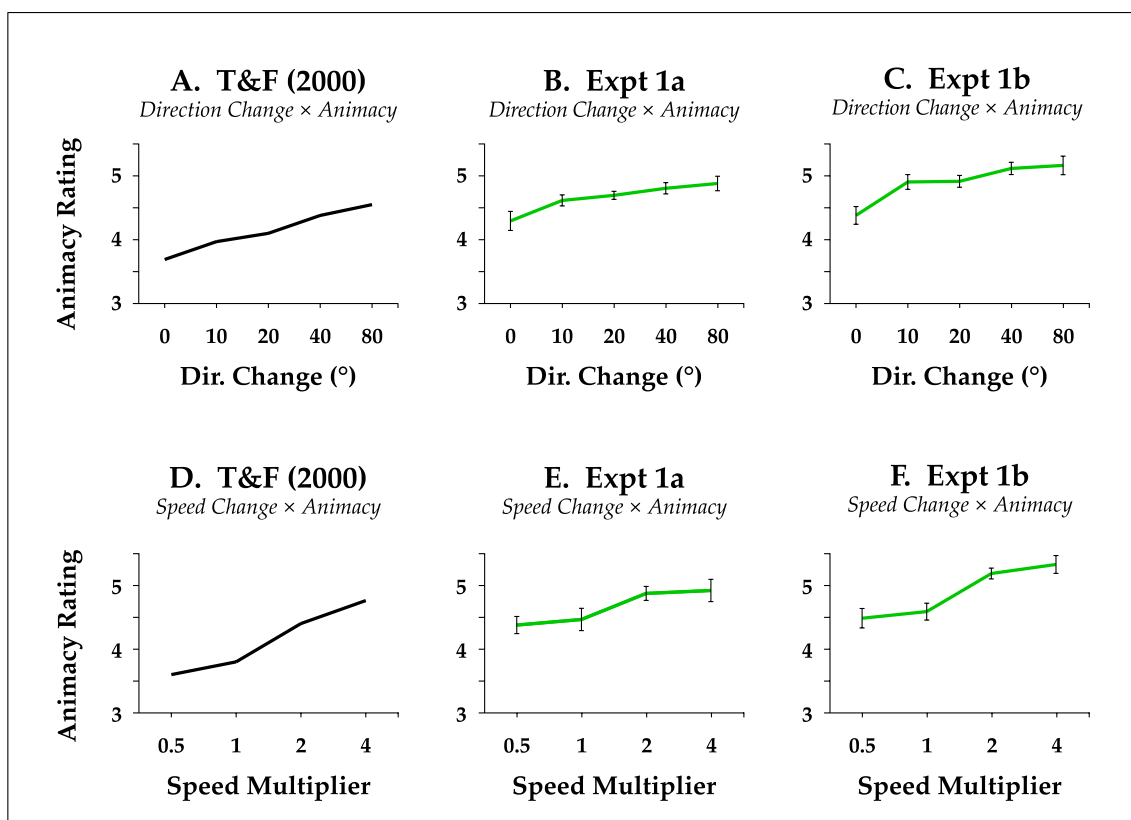 A. T&F (2000)
Direction Change × Animacy
B. Expt 1a
Direction Change × Animacy
C. Expt 1b
Direction Change × Animacy
Animacy Rating
5
4
3
0 10 20 40 80
Dir. Change (°)
5
4
3
0 10 20 40 80
Dir. Change (°)
5
4
3
0 10 20 40 80
Dir. Change (°)
D. T&F (2000)
Speed Change × Animacy
E. Expt 1a
Speed Change × Animacy
F. Expt 1b
Speed Change × Animacy
Animacy Rating
5
4
3
0.5 1 2 4
Speed Multiplier
5
4
3
0.5 1 2 4
Speed Multiplier
5
4
3
0.5 1 2 4
Speed Multiplier